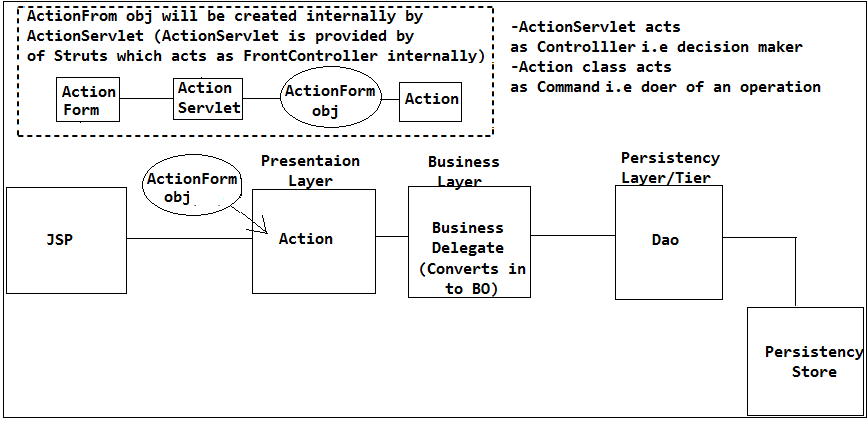 ActionFrom obj will be created internally by
ActionServlet (ActionServlet is provided by
of Struts which acts as FrontController internally)
Action
Form
Action
Servlet
ActionForm
obj
Action
-ActionServlet acts
as Controlller i.e decision maker
-Action class acts
as Command i.e doer of an operation
JSP
ActionForm
obj
Presentaion
Layer
Action
Business
Layer
Business
Delegate
(Converts in
to BO)
Persistency
Layer/Tier
Dao
Persistency
Store